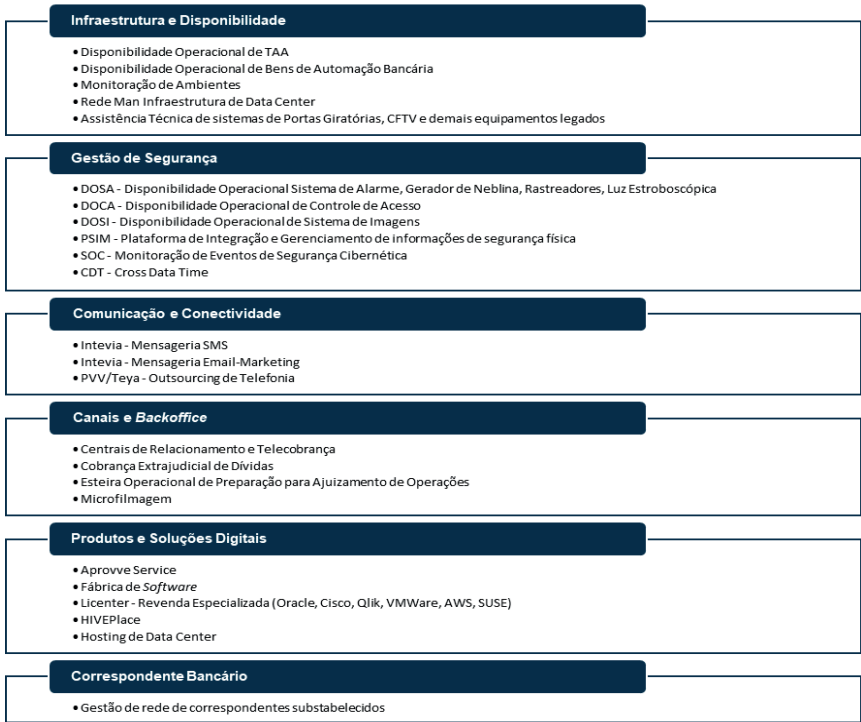 Infraestrutura e Disponibilidade
• Disponibilidade Operacional de TAA
• Disponibilidade Operacional de Bens de Automação Bancária
• Monitoração de Ambientes
• Rede Man Infraestrutura de Data Center
• Assistência Técnica de sistemas de Portas Giratórias, CFTV e demais equipamentos legados
Gestão de Segurança
• DOSA - Disponibilidade Operacional Sistema de Alarme, Gerador de Neblina, Rastreadores, Luz Estroboscópica
• DOCA - Disponibilidade Operacional de Controle de Acesso
• DOSI - Disponibilidade Operacional de Sistema de Imagens
• PSIM - Plataforma de Integração e Gerenciamento de informações de segurança física
• SOC - Monitoração de Eventos de Segurança Cibernética
• CDT - Cross Data Time
Comunicação e Conectividade
• Intevia - Mensageria SMS
• Intevia - Mensageria Email-Marketing
• PVV/Teya - Outsourcing de Telefonia
Canais e Backoffice
• Centrais de Relacionamento e Telecobrança
• Cobrança Extrajudicial de Dívidas
• Esteira Operacional de Preparação para Ajuizamento de Operações
• Microfilmagem
Produtos e Soluções Digitais
• Aprovve Service
• Fábrica de Software
• Licenter - Revenda Especializada (Oracle, Cisco, Qlik, VMWare, AWS, SUSE)
• HIVEPlace
• Hosting de Data Center
Correspondente Bancário
• Gestão de rede de correspondentes substabelecidos